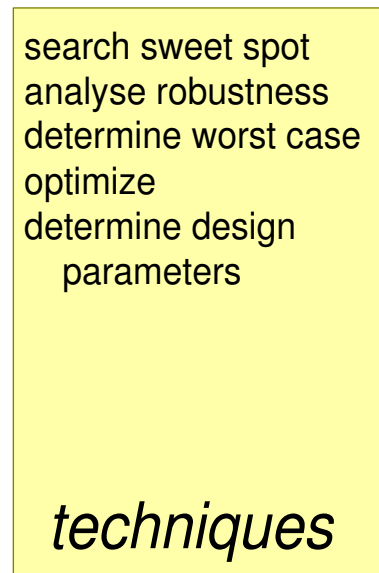 search sweet spot
analyse robustness
determine worst case
optimize
determine design
parameters
techniques